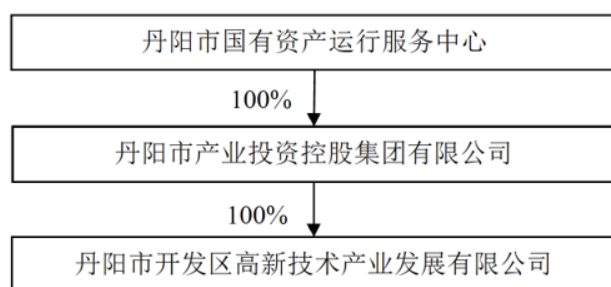 丹阳市国有资产运行服务中心
100%
丹阳市产业投资控股集团有限公司
100%
丹阳市开发区高新技术产业发展有限公司